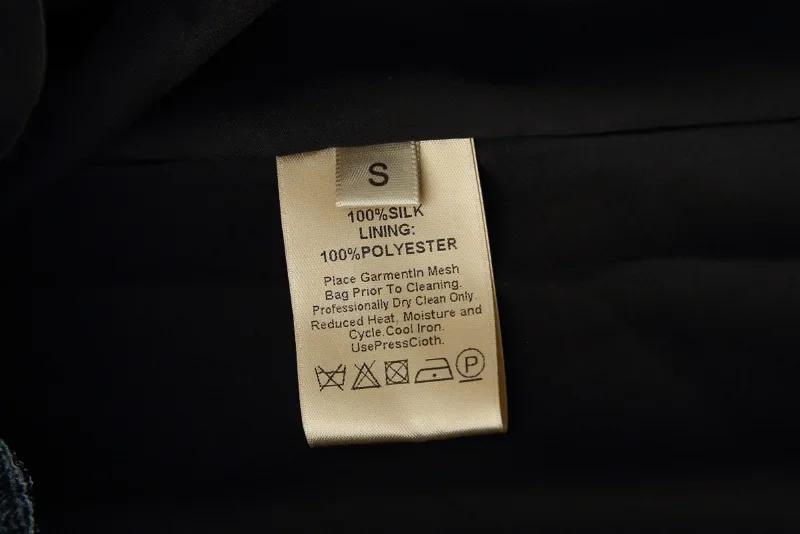 S
100%SILK
LINING:
100%POLYESTER
Place GarmentIn Mesh
Bag Prior To Cleaning.
Professionally Dry Clean Only.
Reduced Heat, Moisture and
Cycle.Cool Iron.
UsePressCloth.
P